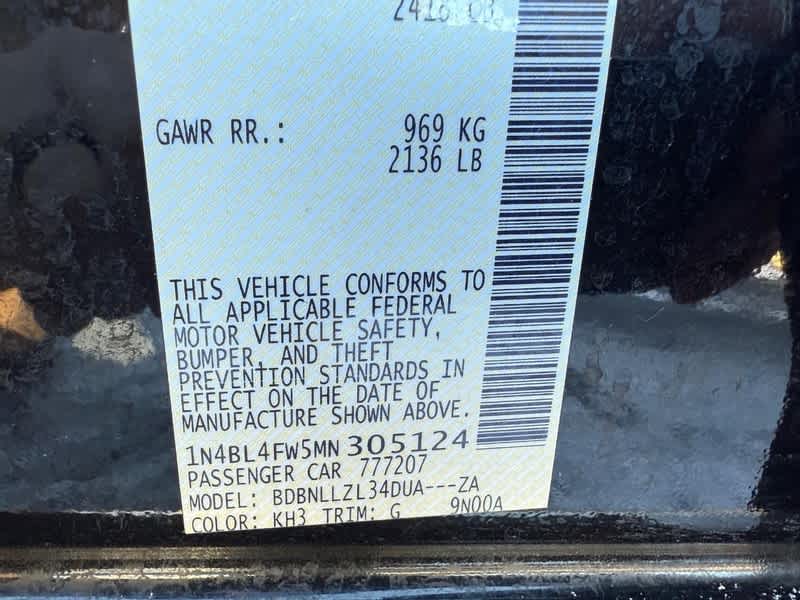 GAWR RR.: 969 KG
2136 LB
THIS VEHICLE CONFORMS TO
ALL APPLICABLE FEDERAL
MOTOR VEHICLE SAFETY,
BUMPER, AND THEFT
PREVENTION STANDARDS IN
EFFECT ON THE DATE OF
MANUFACTURE SHOWN ABOVE.
1N4BL4FW5MN305124
PASSENGER CAR 777207
MODEL: BDBNLLZL34DUA---ZA
COLOR: KH3 TRIM: G 9N00A